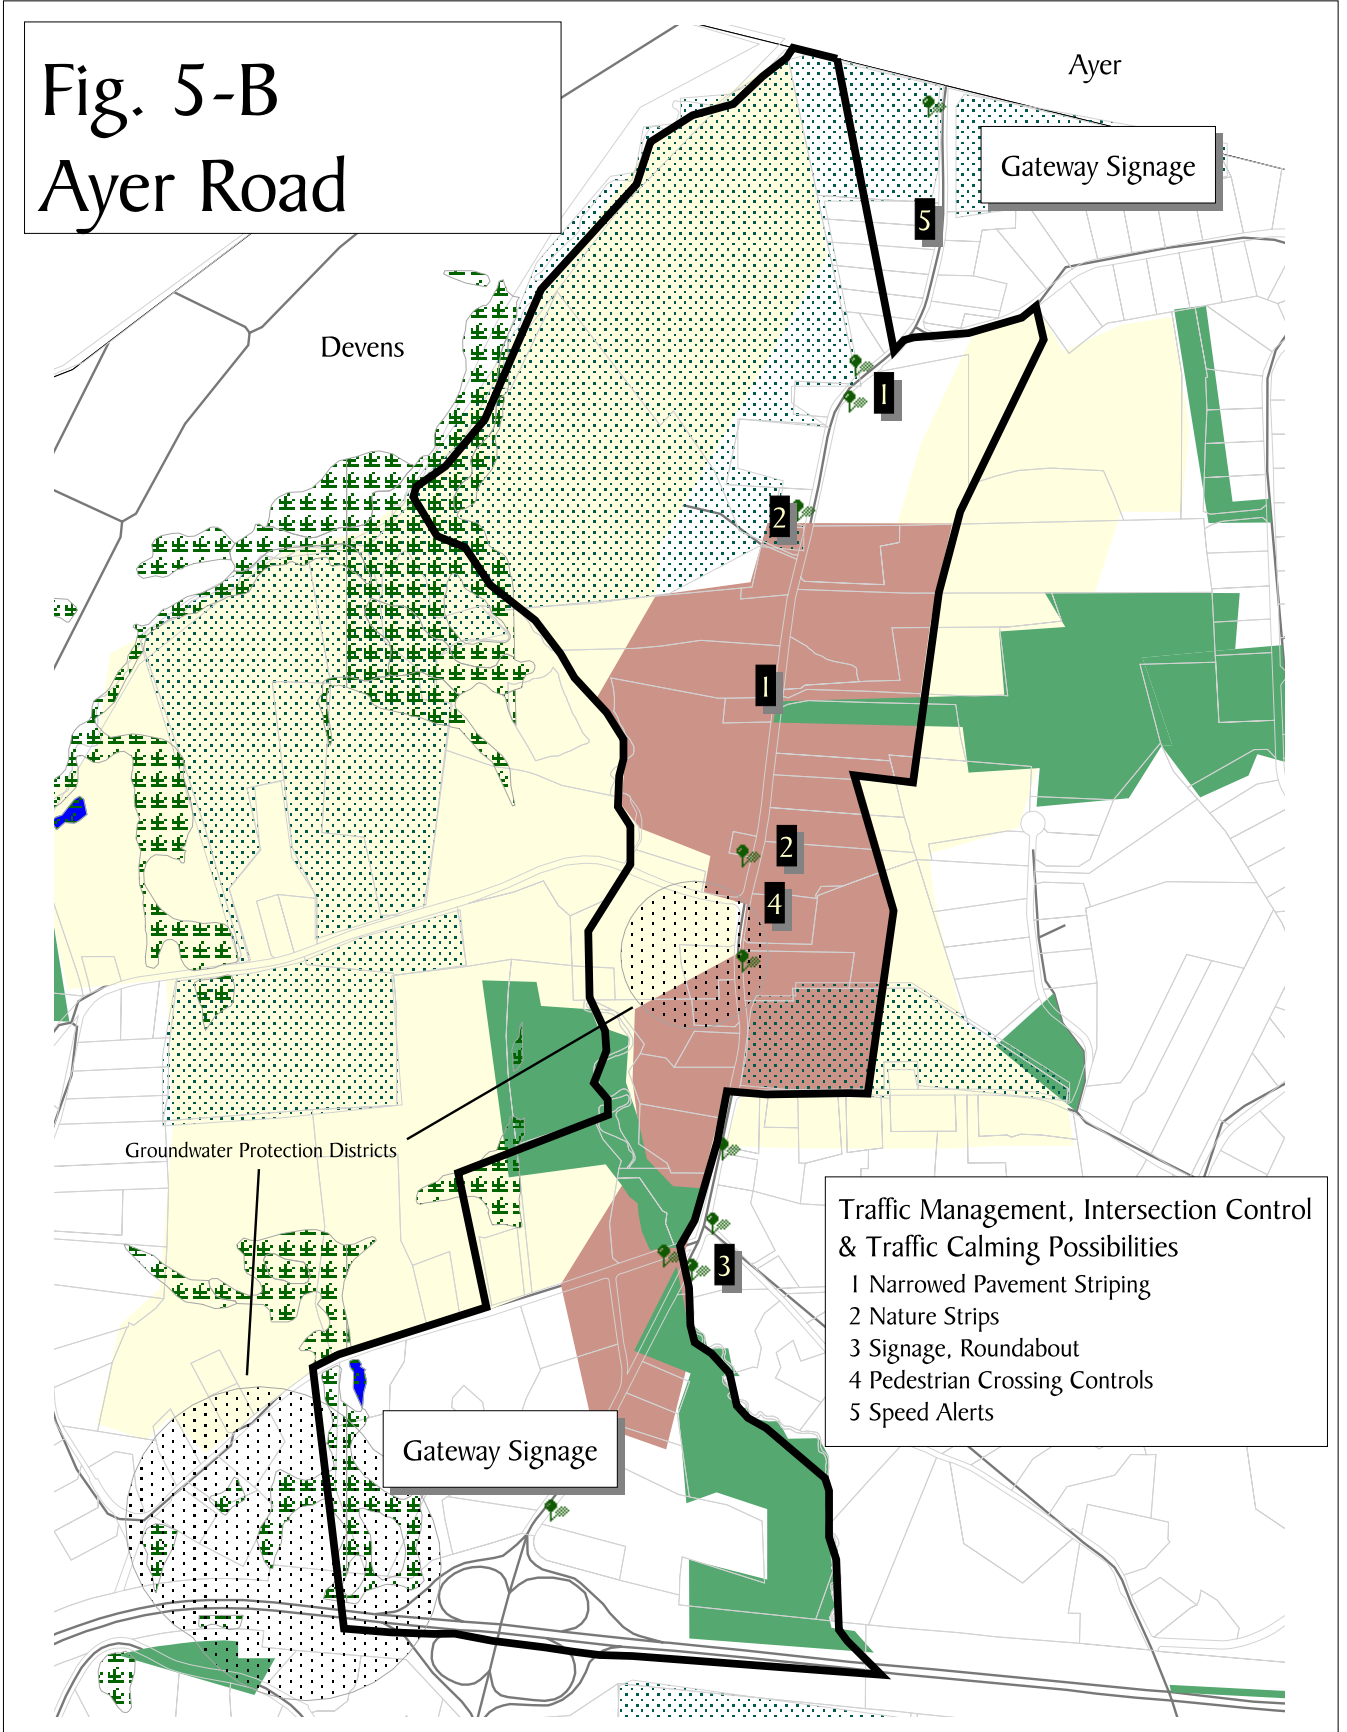 Fig. 5-B
Ayer Road
Ayer
Gateway Signage
5
Devens
1
2
1
2
4
Groundwater Protection Districts
3
Traffic Management, Intersection Control
& Traffic Calming Possibilities
1 Narrowed Pavement Striping
2 Nature Strips
3 Signage, Roundabout
4 Pedestrian Crossing Controls
5 Speed Alerts
Gateway Signage